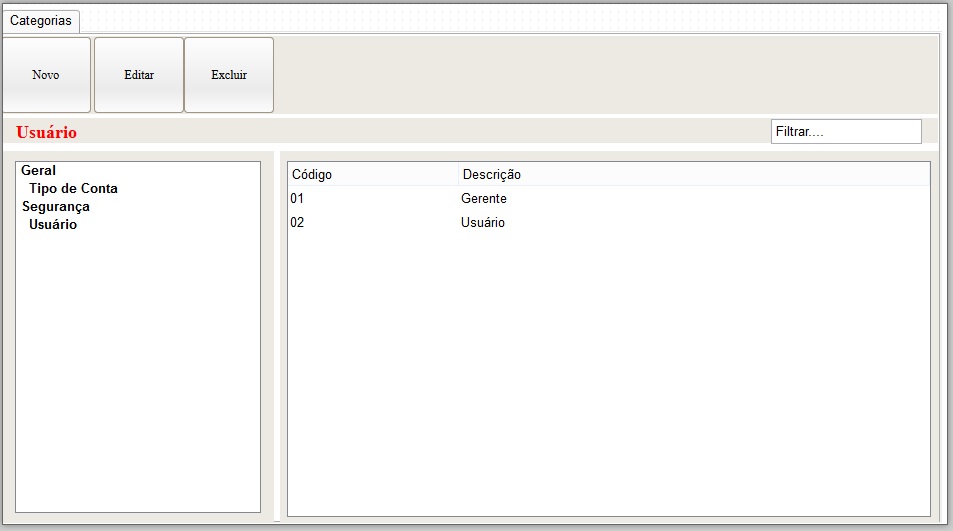 Categorias
Novo Editar Excluir
Usuário
Filtrar....
Geral
Tipo de Conta
Segurança
Usuário
Código Descrição
01 Gerente
02 Usuário